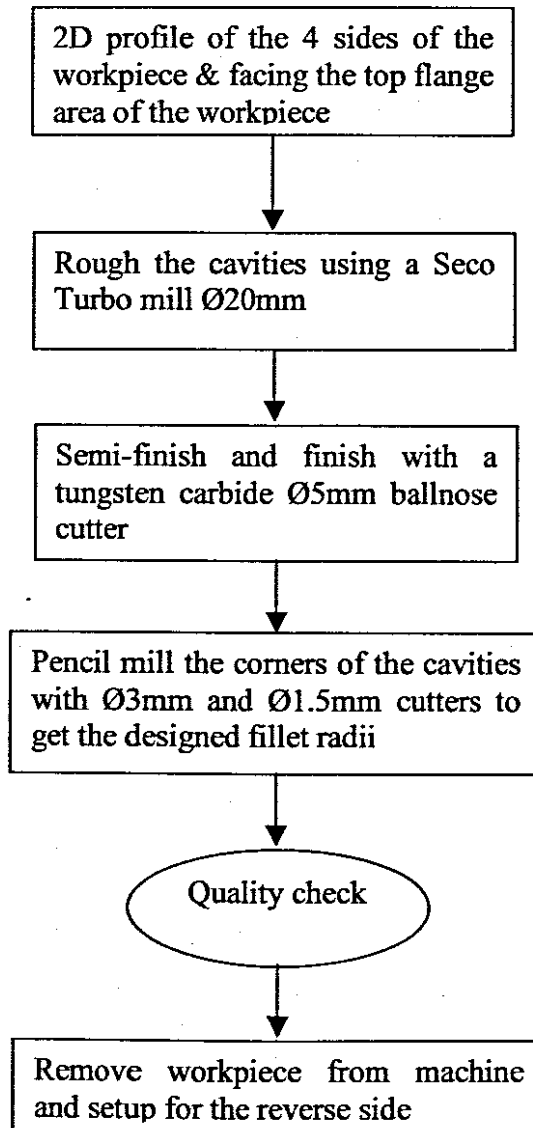 2D profile of the 4 sides of the
workpiece & facing the top flange
area of the workpiece
Rough the cavities using a Seco
Turbo mill Ø20mm
Semi-finish and finish with a
tungsten carbide Ø5mm ballnose
cutter
Pencil mill the corners of the cavities
with Ø3mm and Ø1.5mm cutters to
get the designed fillet radii
Quality check
Remove workpiece from machine
and setup for the reverse side